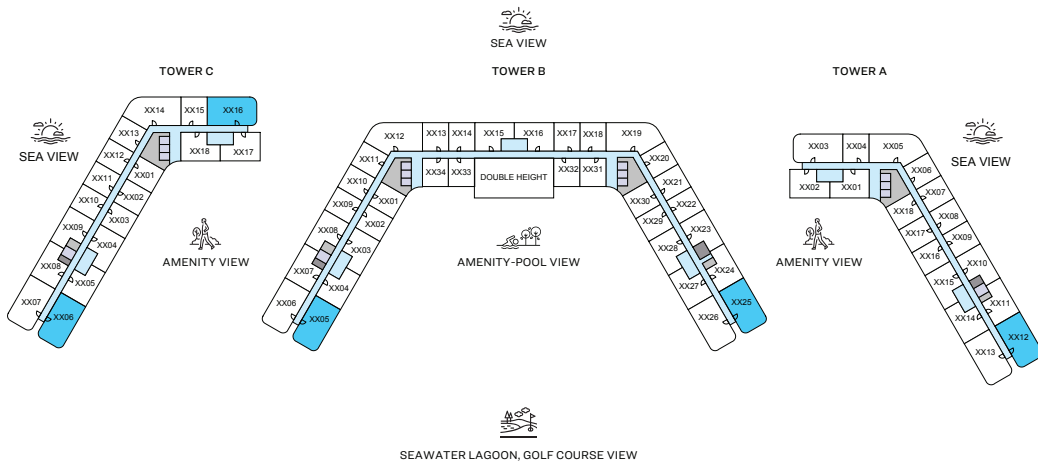 SEA VIEW
TOWER C
TOWER B
TOWER A
SEA VIEW
AMENITY VIEW
XX14
XX15
XX16
XX13
XX12
XX11
XX10
XX09
XX08
XX07
XX06
XX05
XX04
XX03
XX02
XX01
XX18
XX17
AMENITY-POOL VIEW
DOUBLE HEIGHT
XX12
XX13
XX14
XX15
XX16
XX17
XX18
XX19
XX11
XX10
XX01
XX02
XX08
XX03
XX07
XX04
XX06
XX05
XX34
XX33
XX32
XX31
XX20
XX21
XX22
XX23
XX30
XX29
XX28
XX24
XX27
XX25
XX26
AMENITY VIEW
SEA VIEW
XX03
XX04
XX05
XX02
XX01
XX06
XX07
XX08
XX09
XX10
XX18
XX17
XX16
XX15
XX11
XX14
XX12
XX13
SEAWATER LAGOON, GOLF COURSE VIEW